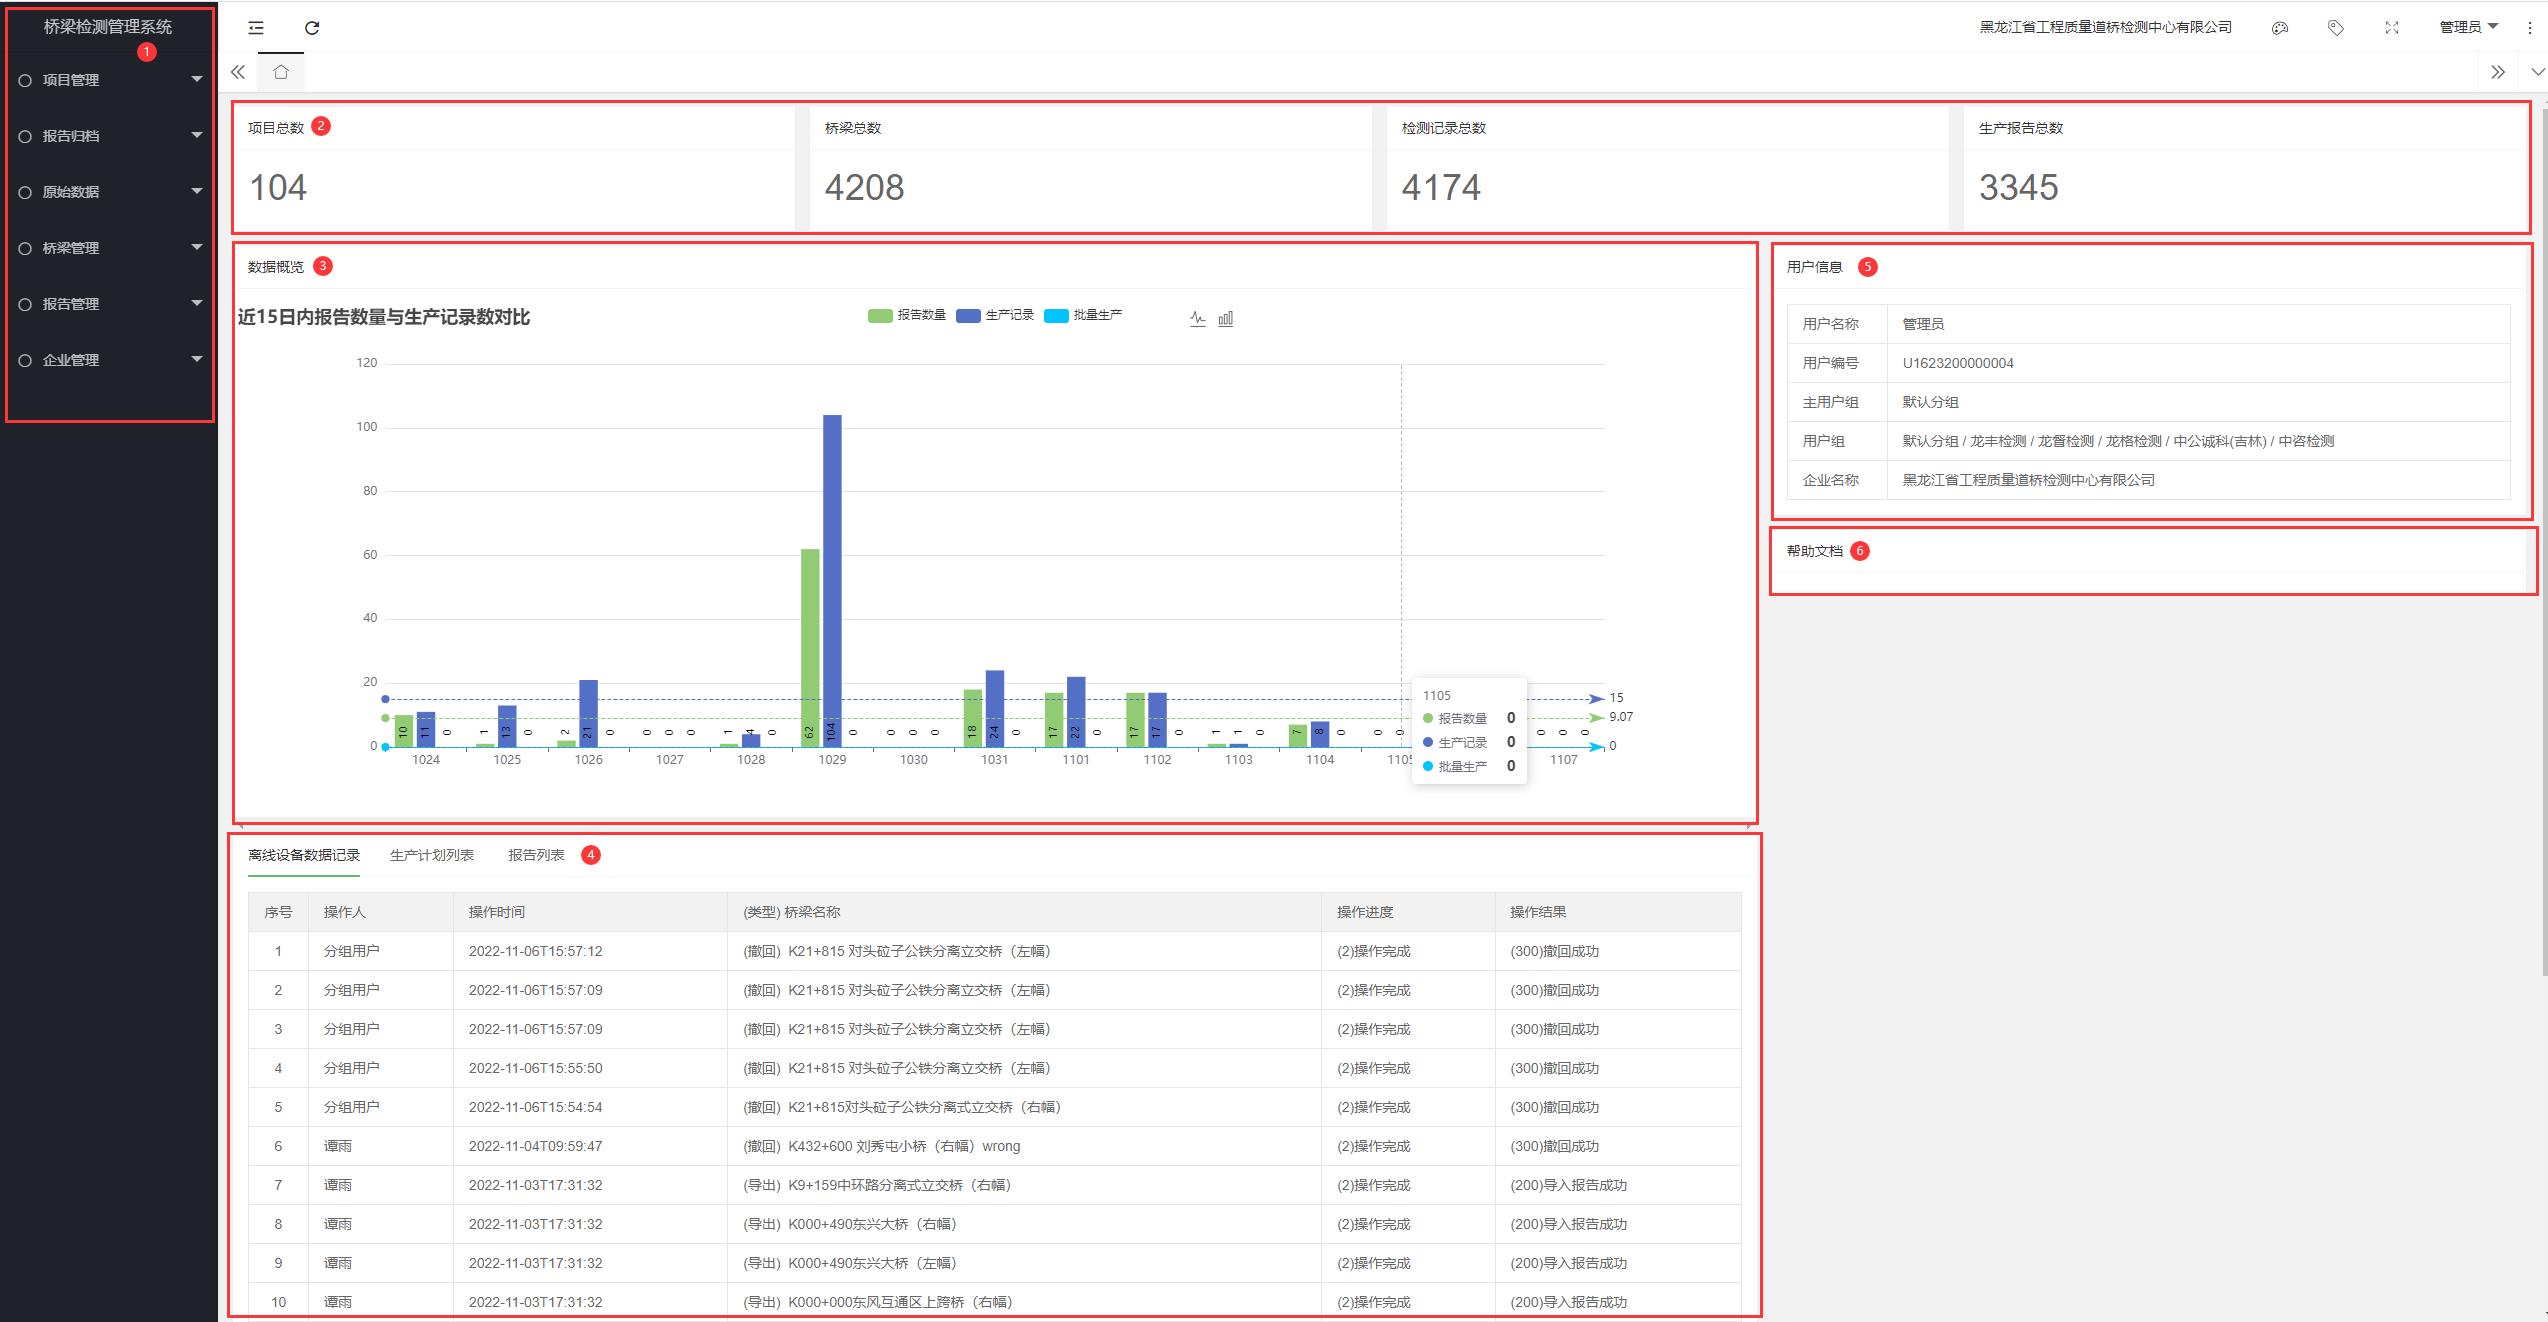 桥梁检测管理系统
1
项目管理
报告归档
原始数据
桥梁管理
报告管理
企业管理
黑龙江省工程质量道桥检测中心有限公司 管理员
项目总数 2 桥梁总数 检测记录总数 生产报告总数
104 4208 4174 3345
数据概览 3
近15日内报告数量与生产记录数对比 报告数量 生产记录 批量生产
120
100
80
60
40
20 15
9.07
0 0
10 11 0 1 13 0 2 21 0 0 0 0 1 4 0 62 104 0 0 0 0 18 24 0 17 22 0 17 17 0 1 1 0 7 8 0 0 0 0 0 0
1024 1025 1026 1027 1028 1029 1030 1031 1101 1102 1103 1104 1105 1107
1105
报告数量 0
生产记录 0
批量生产 0
用户信息 5
用户名称 管理员
用户编号 U1623200000004
主用户组 默认分组
用户组 默认分组 / 龙丰检测 / 龙督检测 / 龙格检测 / 中公诚科(吉林) / 中咨检测
企业名称 黑龙江省工程质量道桥检测中心有限公司
帮助文档 6
离线设备数据记录 生产计划列表 报告列表 4
序号 操作人 操作时间 (类型) 桥梁名称 操作进度 操作结果
1 分组用户 2022-11-06T15:57:12 (撤回) K21+815 对头砬子公铁分离立交桥（左幅） (2)操作完成 (300)撤回成功
2 分组用户 2022-11-06T15:57:09 (撤回) K21+815 对头砬子公铁分离立交桥（左幅） (2)操作完成 (300)撤回成功
3 分组用户 2022-11-06T15:57:09 (撤回) K21+815 对头砬子公铁分离立交桥（左幅） (2)操作完成 (300)撤回成功
4 分组用户 2022-11-06T15:55:50 (撤回) K21+815 对头砬子公铁分离立交桥（左幅） (2)操作完成 (300)撤回成功
5 分组用户 2022-11-06T15:54:54 (撤回) K21+815对头砬子公铁分离式立交桥（右幅） (2)操作完成 (300)撤回成功
6 谭雨 2022-11-04T09:59:47 (撤回) K432+600 刘秀屯小桥（右幅）wrong (2)操作完成 (300)撤回成功
7 谭雨 2022-11-03T17:31:32 (导出) K9+159中环路分离式立交桥（右幅） (2)操作完成 (200)导入报告成功
8 谭雨 2022-11-03T17:31:32 (导出) K000+490东兴大桥（右幅） (2)操作完成 (200)导入报告成功
9 谭雨 2022-11-03T17:31:32 (导出) K000+490东兴大桥（左幅） (2)操作完成 (200)导入报告成功
10 谭雨 2022-11-03T17:31:32 (导出) K000+000东风互通区上跨桥（右幅） (2)操作完成 (200)导入报告成功